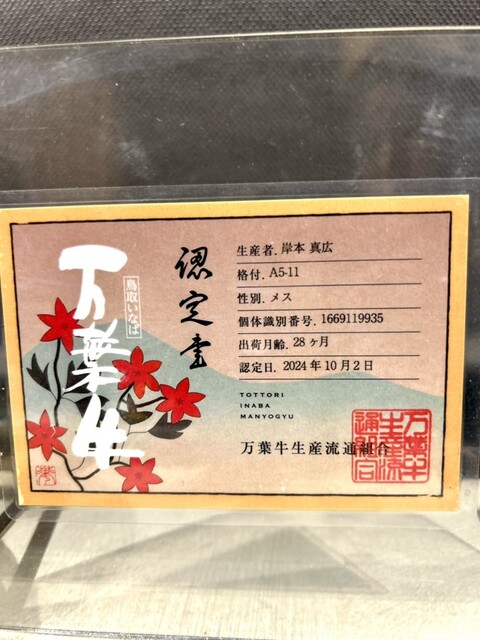 鳥取いなば
万葉牛
認定書
生産者. 岸本 真広
格付. A5-11
性別. メス
個体識別番号. 1669119935
出荷月齢. 28ヶ月
認定日. 2024年10月2日
TOTTORI
INABA
MANYOGYU
万葉牛生産流通組合